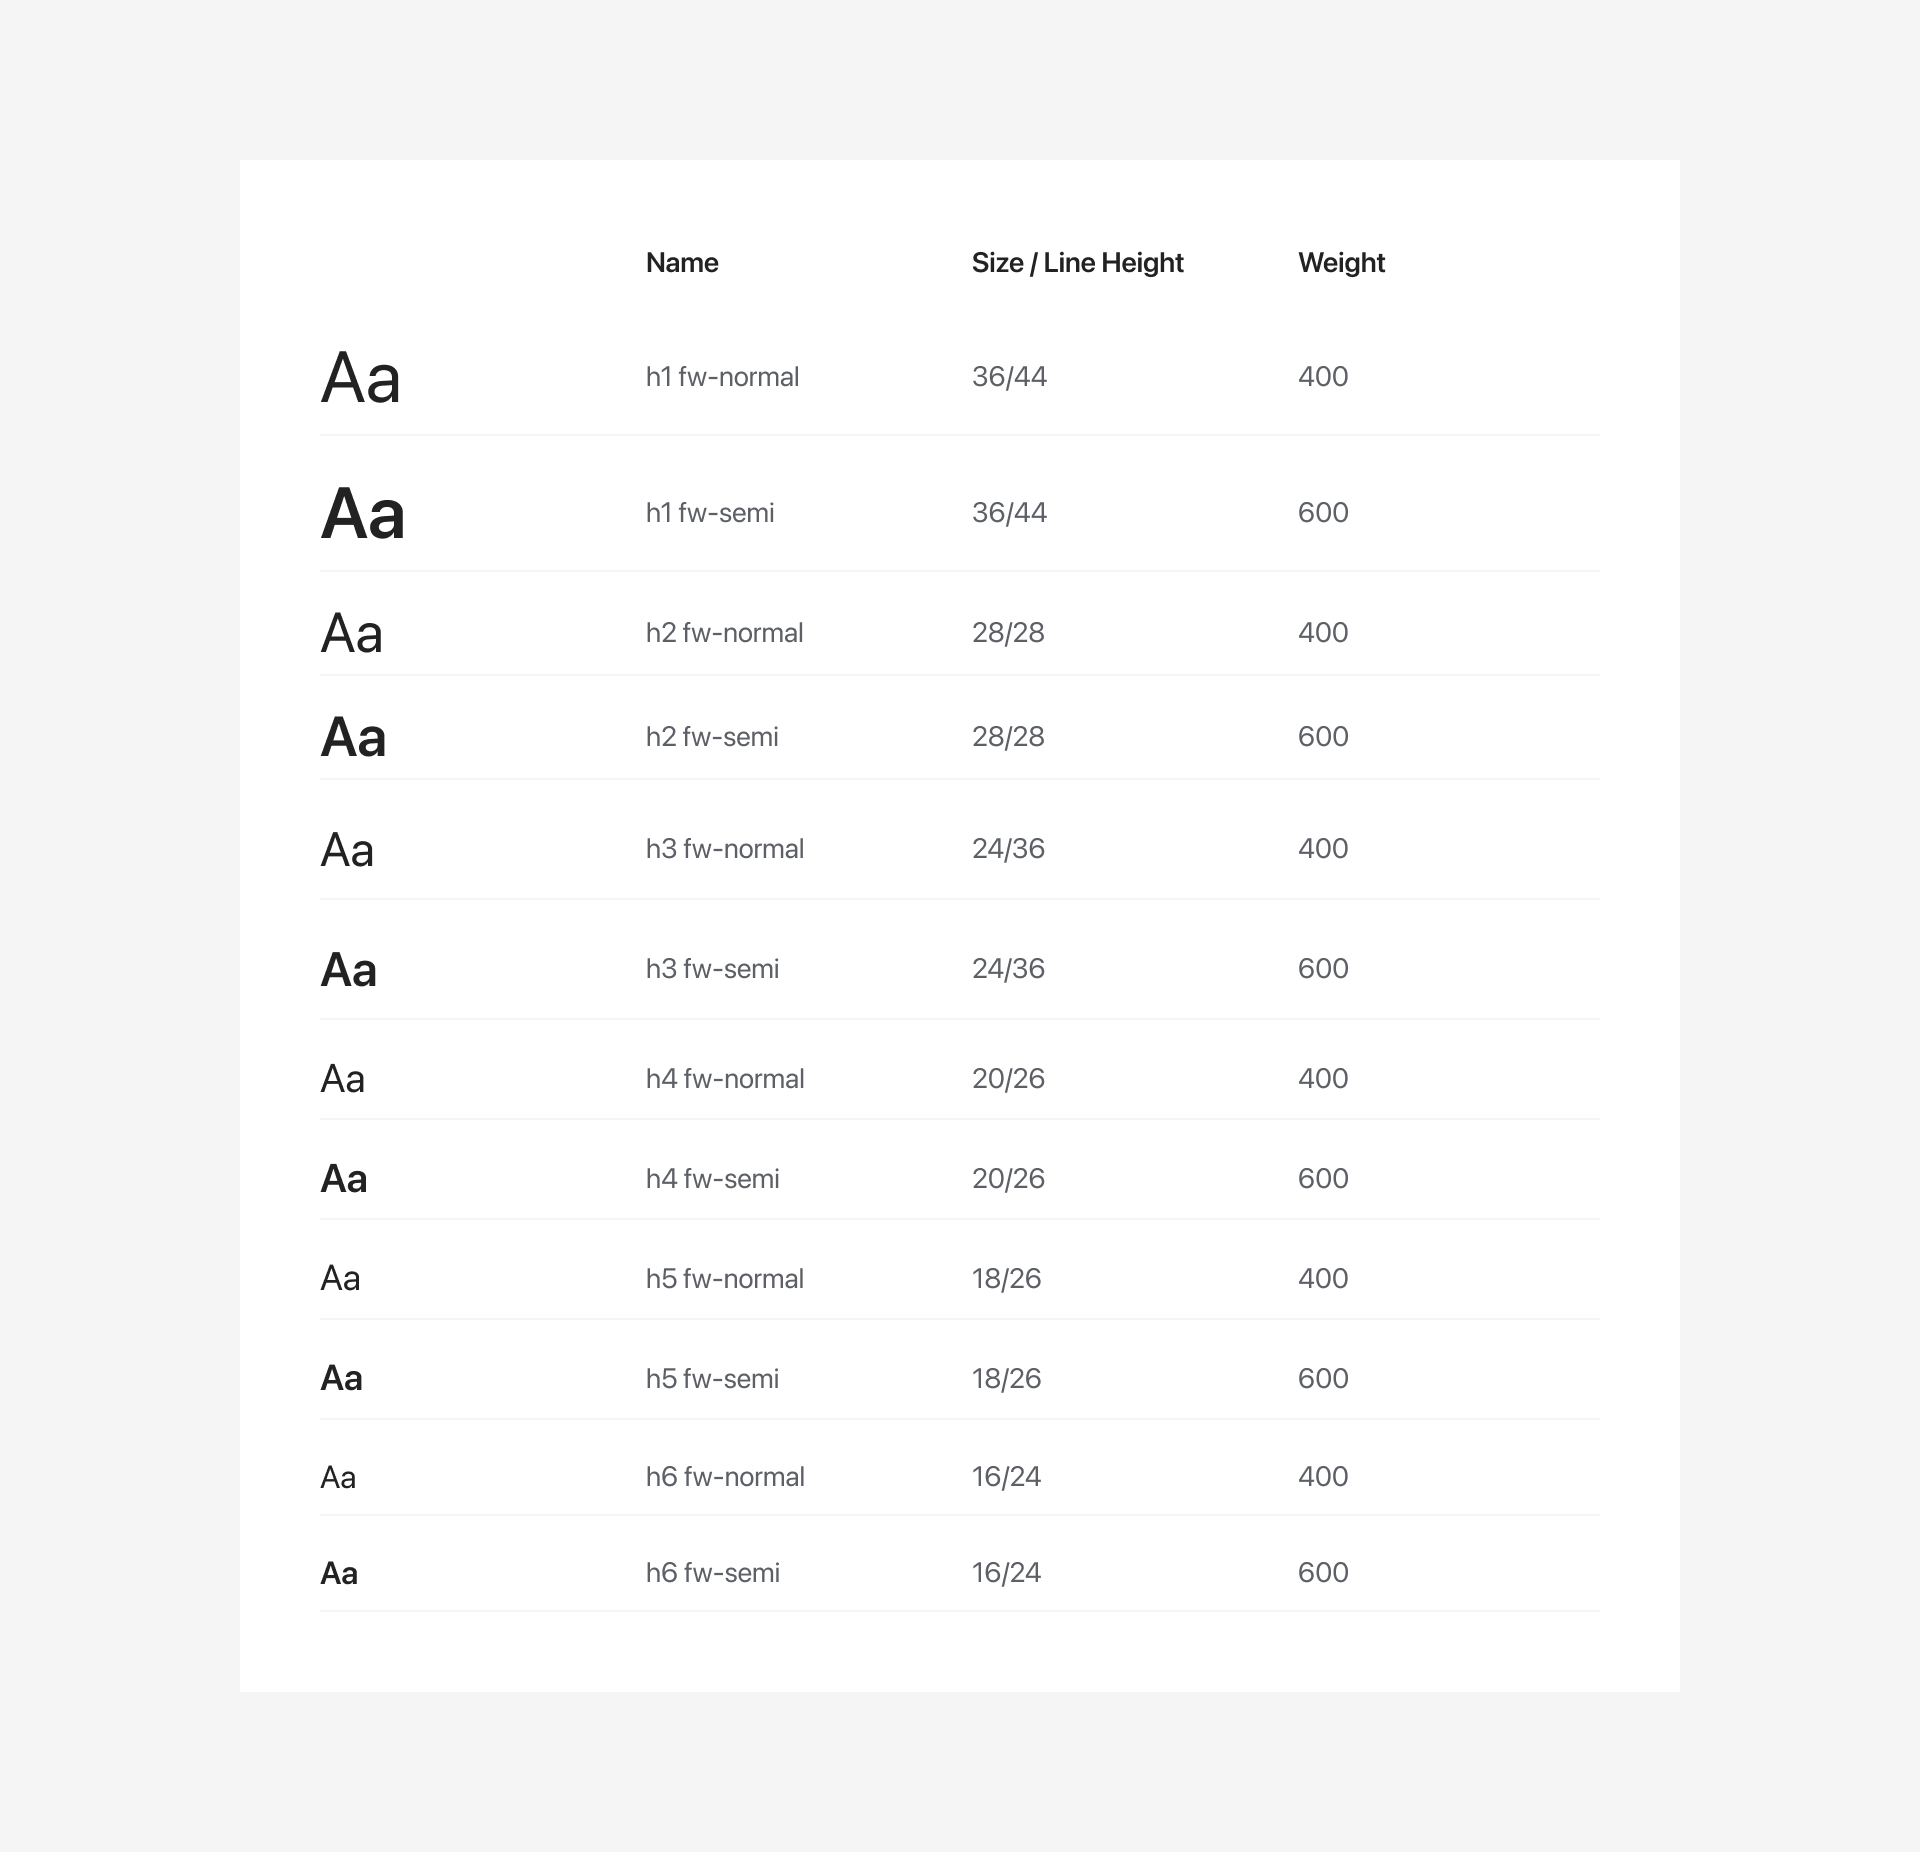 Name Size / Line Height Weight
Aa h1 fw-normal 36/44 400
Aa h1 fw-semi 36/44 600
Aa h2 fw-normal 28/28 400
Aa h2 fw-semi 28/28 600
Aa h3 fw-normal 24/36 400
Aa h3 fw-semi 24/36 600
Aa h4 fw-normal 20/26 400
Aa h4 fw-semi 20/26 600
Aa h5 fw-normal 18/26 400
Aa h5 fw-semi 18/26 600
Aa h6 fw-normal 16/24 400
Aa h6 fw-semi 16/24 600